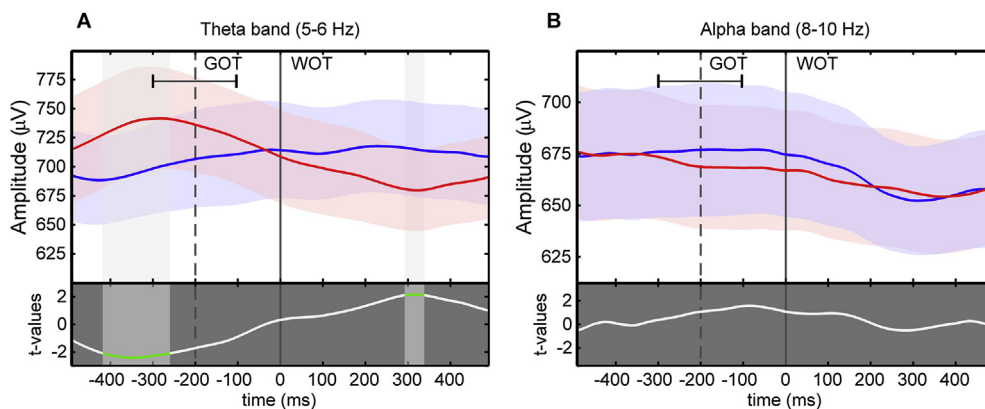 A
Theta band (5-6 Hz)
GOT
WOT
775
750
725
700
675
650
625
Amplitude (µV)
2
0
-2
t-values
-400 -300 -200 -100 0 100 200 300 400
time (ms)
B
Alpha band (8-10 Hz)
GOT
WOT
700
675
650
625
Amplitude (µV)
2
0
-2
t-values
-400 -300 -200 -100 0 100 200 300 400
time (ms)